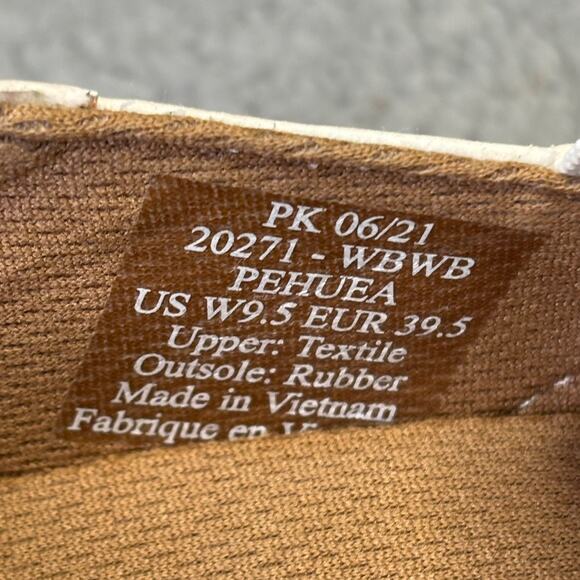 PK 06/21
20271 - WBWB
PEHUEA
US W9.5 EUR 39.5
Upper: Textile
Outsole: Rubber
Made in Vietnam
Fabrique en